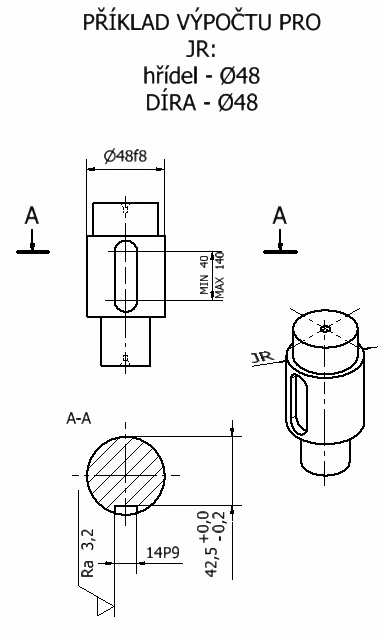 PŘÍKLAD VÝPOČTU PRO
JR:
hřídel - Ø48
DÍRA - Ø48
Ø48f8
A
A
MIN 40
MAX 140
JR
A-A
Ra 3,2
14P9
42,5 +0,0
-0,2